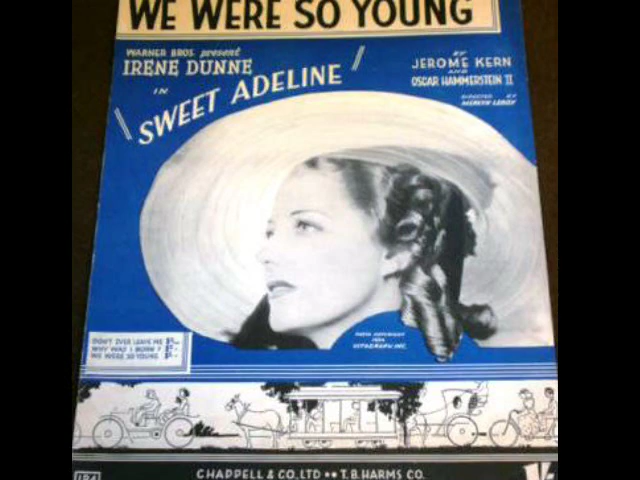 WE WERE SO YOUNG
WARNER BROS. present
IRENE DUNNE
IN
SWEET ADELINE
BY
JEROME KERN
AND
OSCAR HAMMERSTEIN II
DIRECTED BY
MERVYN LEROY
PHOTO COPYRIGHT
VITAGRAPH, INC.
DON'T EVER LEAVE ME
WHY WAS I BORN?
WE WERE SO YOUNG
CHAPPELL & CO., LTD •• T. B. HARMS CO.
1/-